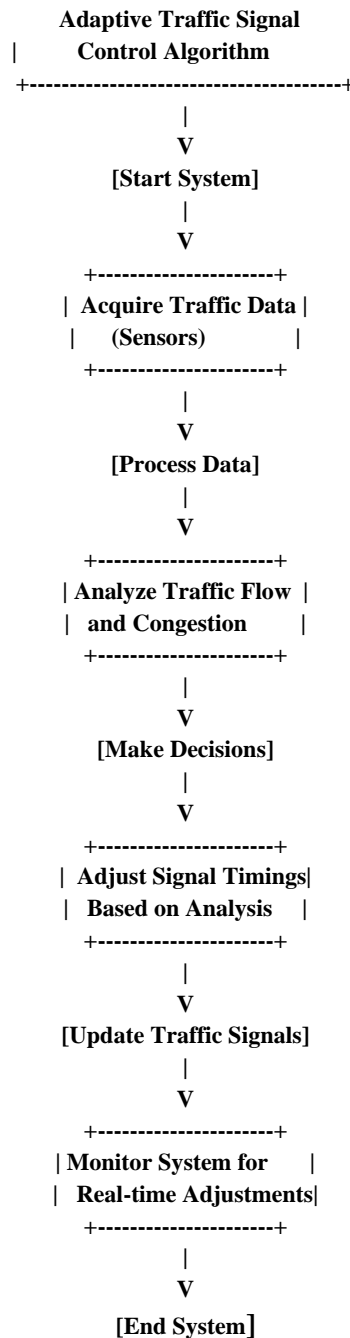 Adaptive Traffic Signal
| Control Algorithm
+---------------------------------------+
|
V
[Start System]
|
V
+----------------------+
| Acquire Traffic Data |
| (Sensors) |
+----------------------+
|
V
[Process Data]
|
V
+----------------------+
| Analyze Traffic Flow |
| and Congestion |
+----------------------+
|
V
[Make Decisions]
|
V
+----------------------+
| Adjust Signal Timings|
| Based on Analysis |
+----------------------+
|
V
[Update Traffic Signals]
|
V
+----------------------+
| Monitor System for |
| Real-time Adjustments|
+----------------------+
|
V
[End System]